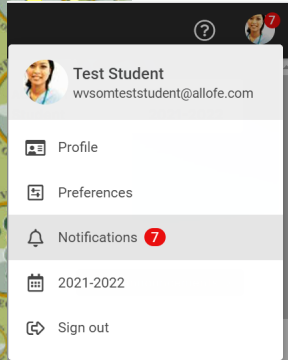 7
Test Student
wvsomteststudent@allofe.com
Profile
Preferences
Notifications 7
2021-2022
Sign out